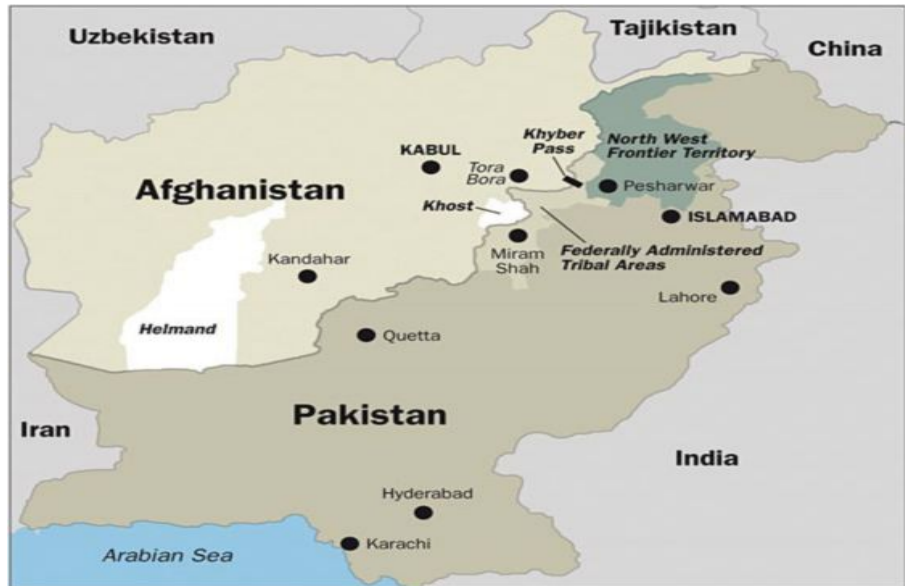 Uzbekistan
Tajikistan
China
KABUL
Tora
Bora
Khyber
Pass
North West
Frontier Territory
Pesharwar
Afghanistan
Khost
ISLAMABAD
Kandahar
Miram
Shah
Federally Administered
Tribal Areas
Lahore
Helmand
Quetta
Pakistan
Iran
India
Hyderabad
Karachi
Arabian Sea